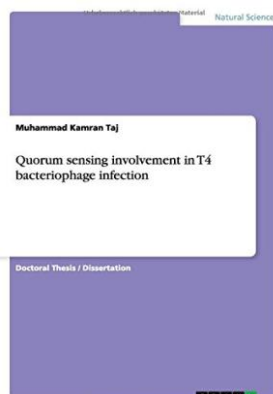 Natural Science
Muhammad Kamran Taj
Quorum sensing involvement in T4
bacteriophage infection
Doctoral Thesis / Dissertation